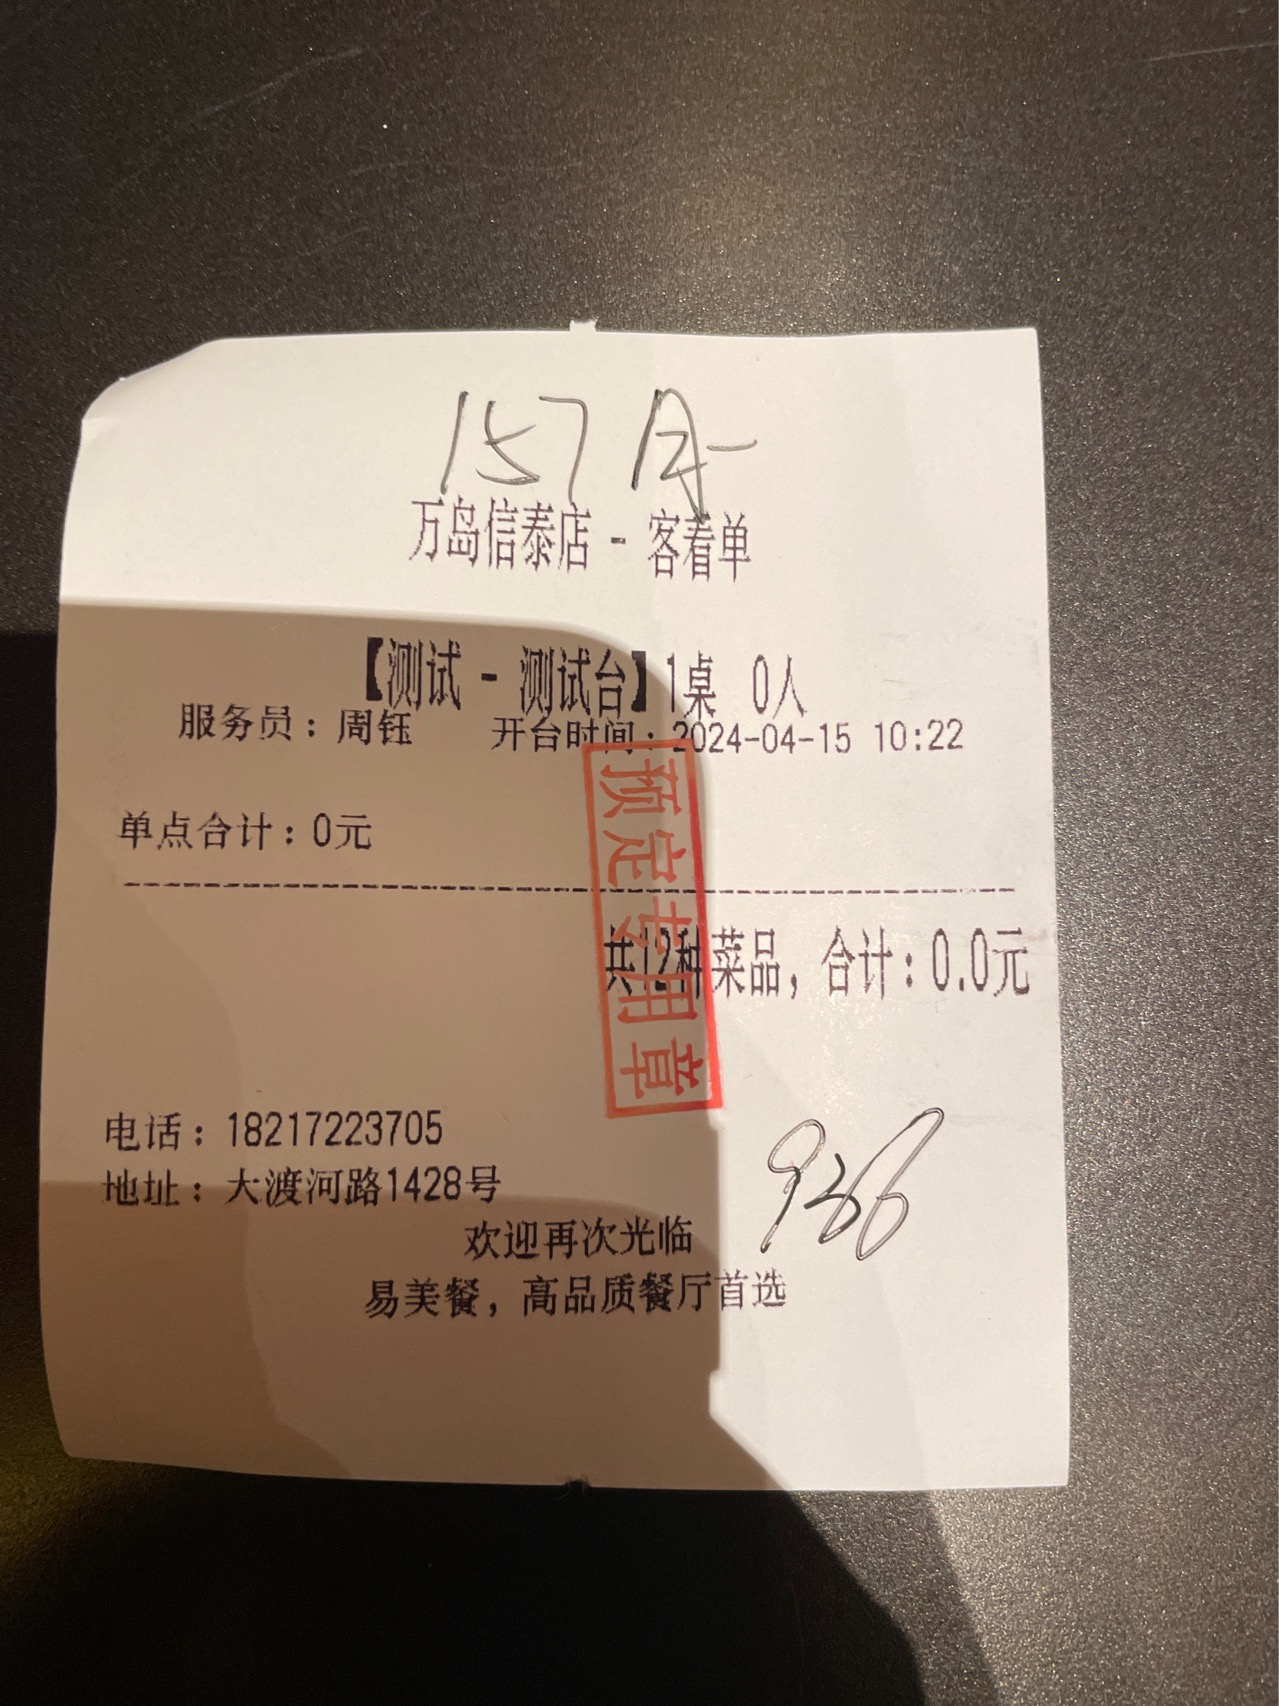 157
万岛信泰店 - 客看单
【测试 - 测试台】1桌 0人
服务员：周钰 开台时间：2024-04-15 10:22
单点合计：0元
预定专用章
共12种菜品，合计：0.0元
电话：18217223705
地址：大渡河路1428号
欢迎再次光临
易美餐，高品质餐厅首选